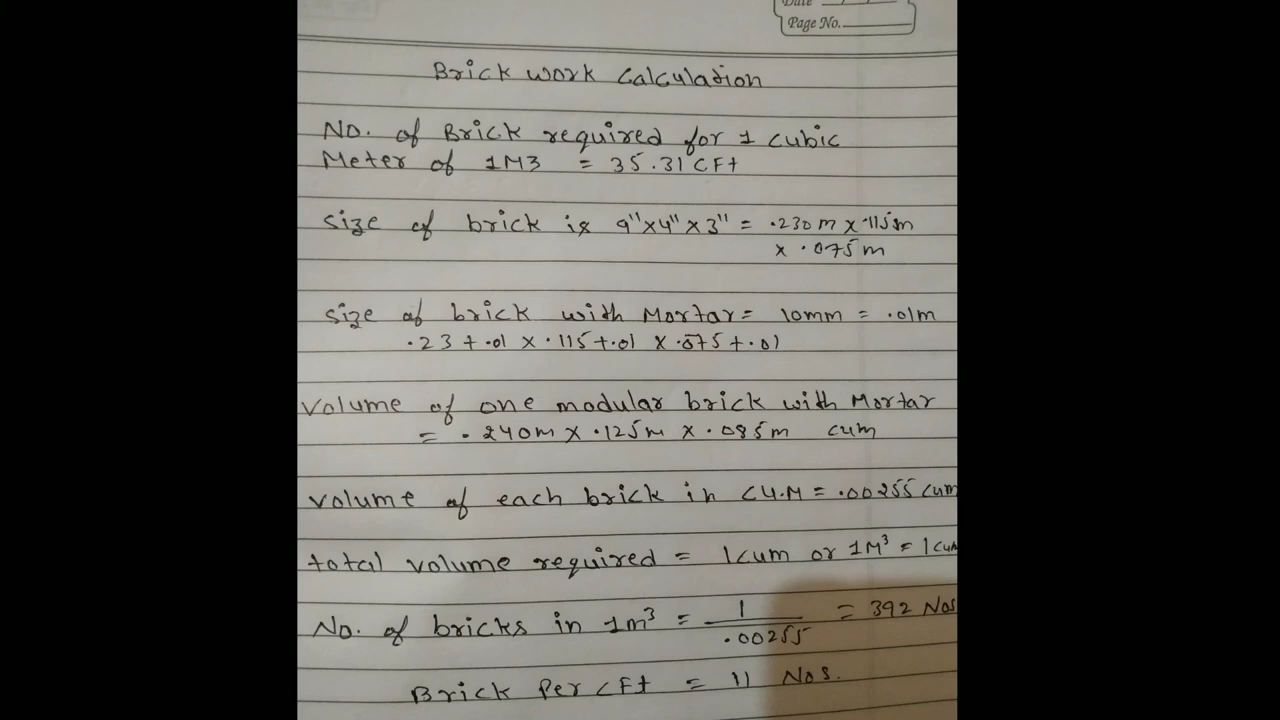 Date
Page No.
Brick work Calculation
No. of Brick required for 1 cubic
Meter of 1M3 = 35.31 CFt
Size of brick is 9"x4"x3" = .230 m x .115m
x .075m
Size of brick with Mortar = 10mm = .01m
.23+.01 x .115+.01 x .075+.01
Volume of one modular brick with Mortar
= .240m x .125m x .085m cum
Volume of each brick in CU.M = .00255 cum
total volume required = 1cum or 1M³ = 1cum
No. of bricks in 1m³ = 1/.00255 = 392 Nos
Brick Per CFt = 11 Nos.